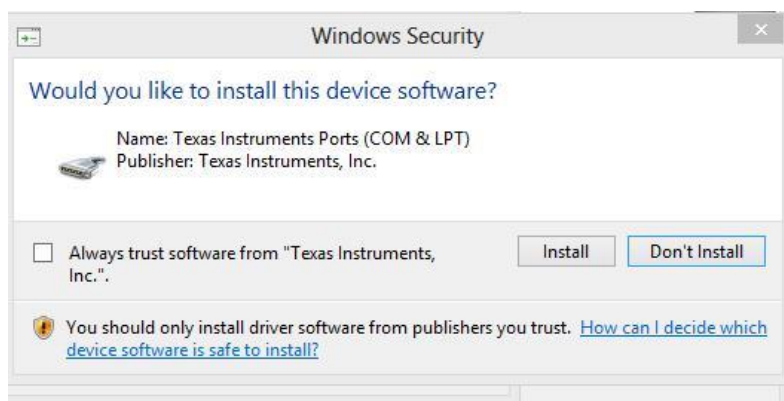 Windows Security
Would you like to install this device software?
Name: Texas Instruments Ports (COM & LPT)
Publisher: Texas Instruments, Inc.
Always trust software from "Texas Instruments,
Inc.".
Install
Don't Install
You should only install driver software from publishers you trust. How can I decide which
device software is safe to install?